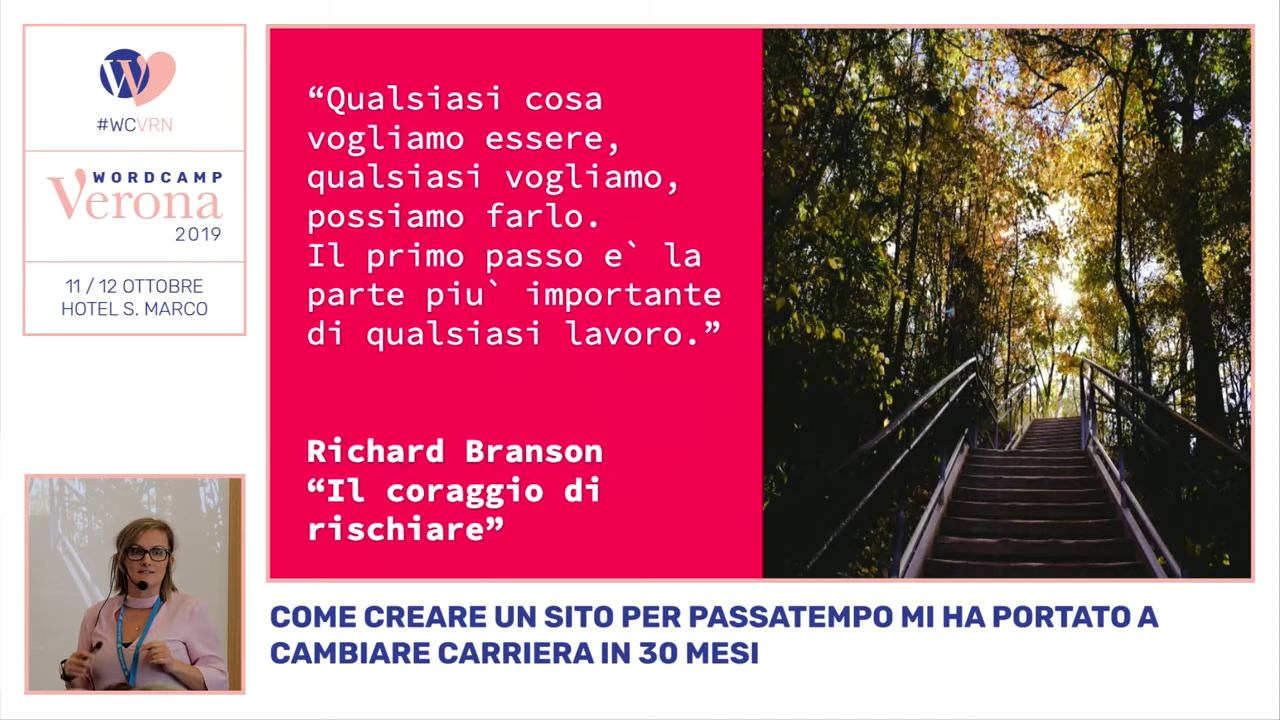 #WCVRN
WORDCAMP
Verona
2019
11 / 12 OTTOBRE
HOTEL S. MARCO
“Qualsiasi cosa
vogliamo essere,
qualsiasi vogliamo,
possiamo farlo.
Il primo passo e` la
parte piu` importante
di qualsiasi lavoro.”
Richard Branson
“Il coraggio di
rischiare”
COME CREARE UN SITO PER PASSATEMPO MI HA PORTATO A
CAMBIARE CARRIERA IN 30 MESI